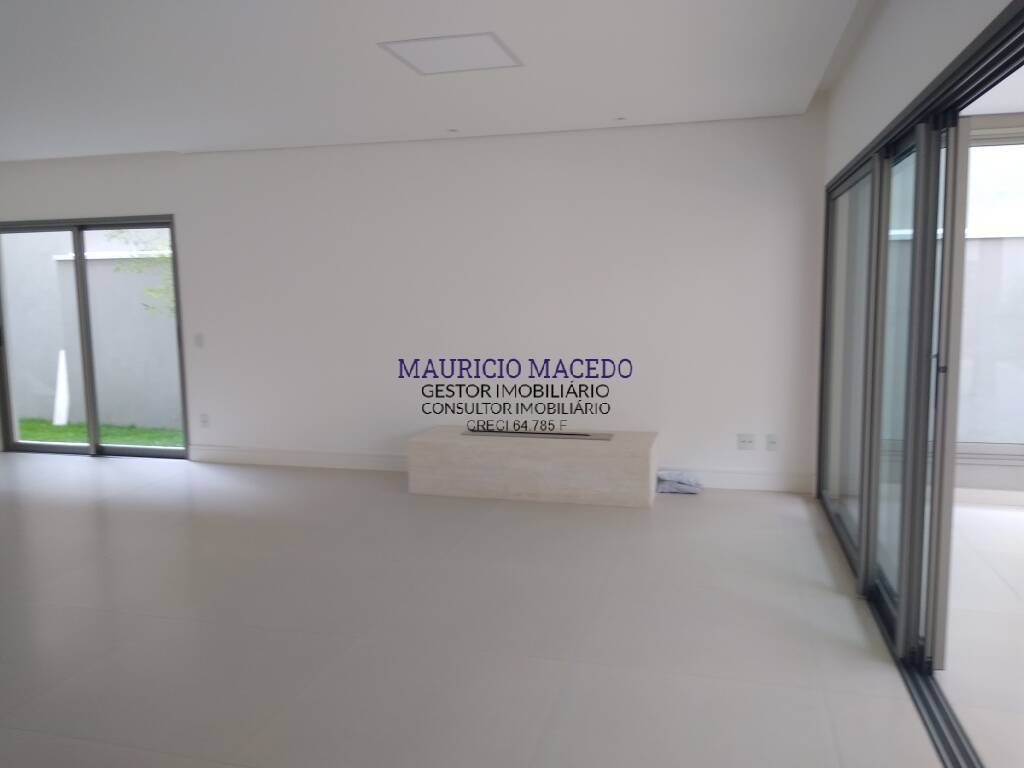 MAURICIO MACEDO
GESTOR IMOBILIÁRIO
CONSULTOR IMOBILIÁRIO
CRECI 64.785 F